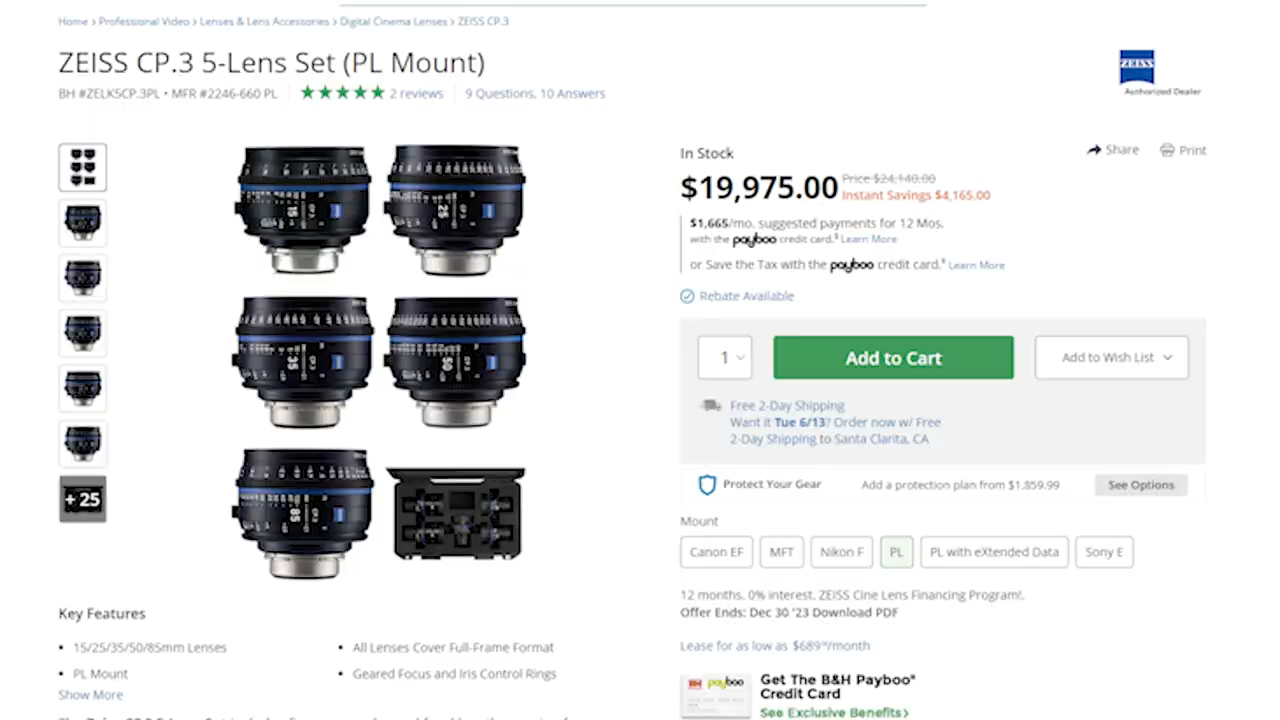 Home > Professional Video > Lenses & Lens Accessories > Digital Cinema Lenses > ZEISS CP.3
ZEISS CP.3 5-Lens Set (PL Mount)
BH #ZELK5CP.3PL • MFR #2246-660 PL
2 reviews
9 Questions, 10 Answers
ZEISS
Authorized Dealer
+ 25
15
25
35
50
85
In Stock
Share
Print
$19,975.00
Price $24,140.00
Instant Savings $4,165.00
$1,665/mo. suggested payments for 12 Mos.
with the payboo credit card.§ Learn More
or Save the Tax with the payboo credit card.* Learn More
Rebate Available
1
Add to Cart
Add to Wish List
Free 2-Day Shipping
Want it Tue 6/13? Order now w/ Free
2-Day Shipping to Santa Clarita, CA
Protect Your Gear
Add a protection plan from $1,859.99
See Options
Mount
Canon EF
MFT
Nikon F
PL
PL with eXtended Data
Sony E
12 months, 0% interest. ZEISS Cine Lens Financing Program!.
Offer Ends: Dec 30 '23 Download PDF
Lease for as low as $689/month
B&H payboo
Get The B&H Payboo®
Credit Card
See Exclusive Benefits>
Key Features
• 15/25/35/50/85mm Lenses
• All Lenses Cover Full-Frame Format
• PL Mount
• Geared Focus and Iris Control Rings
Show More